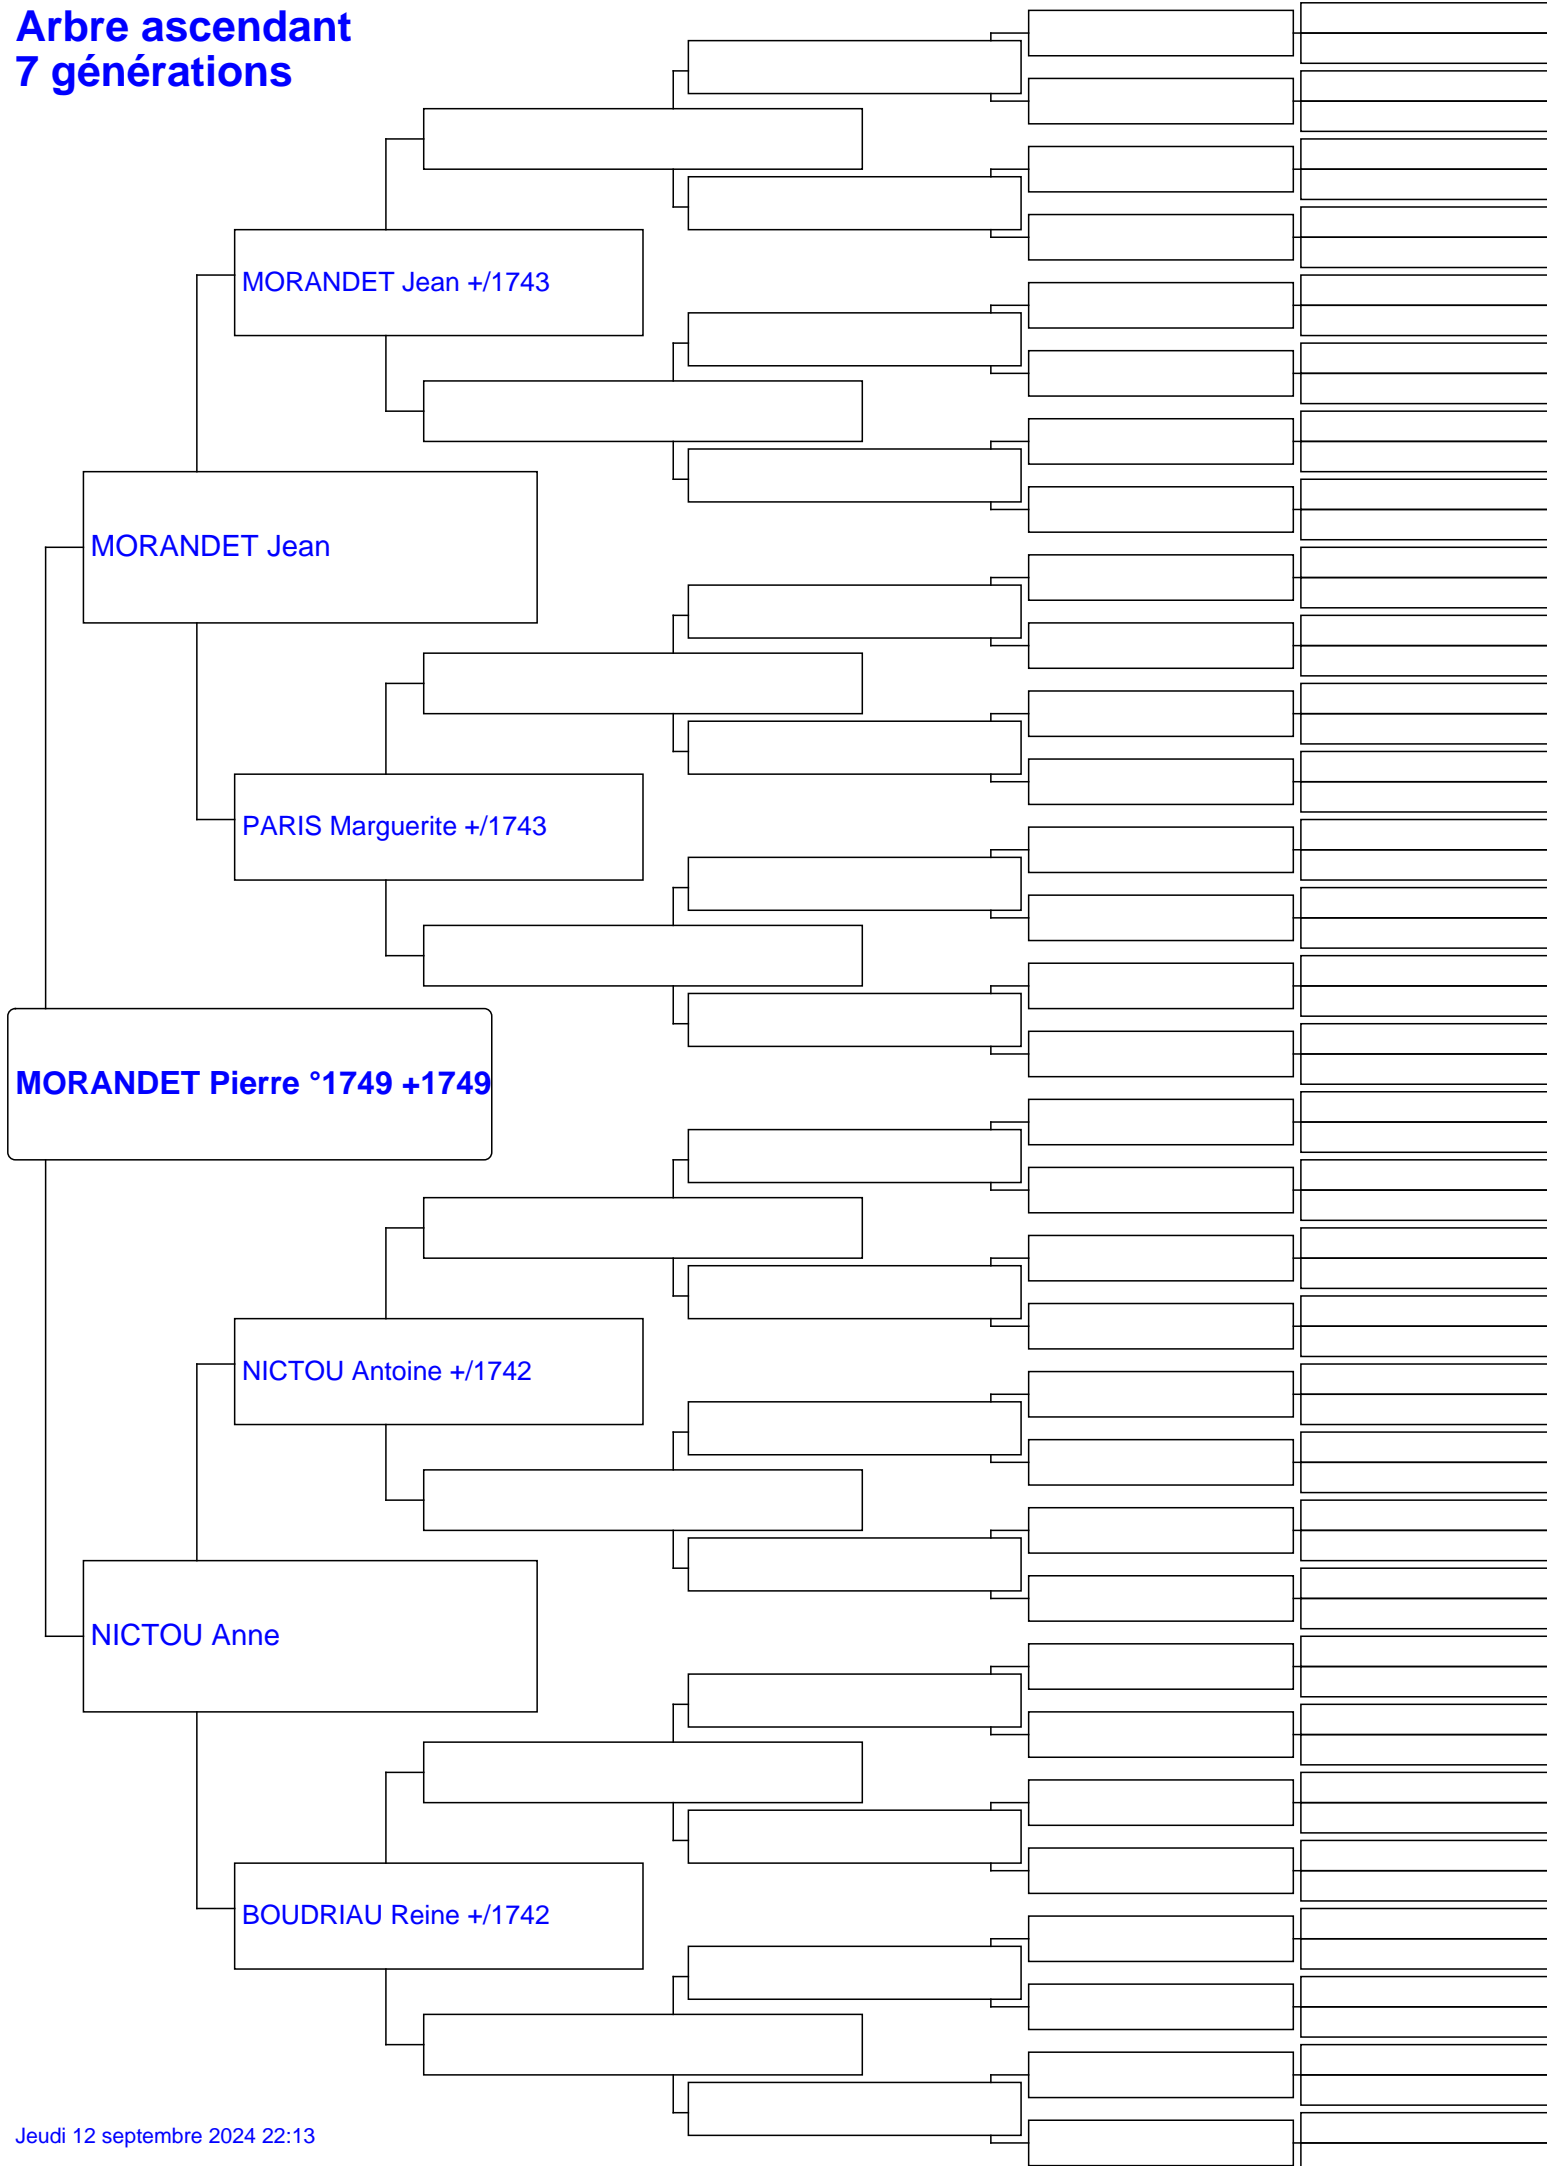 Arbre ascendant
7 générations
MORANDET Jean +/1743
MORANDET Jean
PARIS Marguerite +/1743
MORANDET Pierre °1749 +1749
NICTOU Antoine +/1742
NICTOU Anne
BOUDRIAU Reine +/1742
Jeudi 12 septembre 2024 22:13